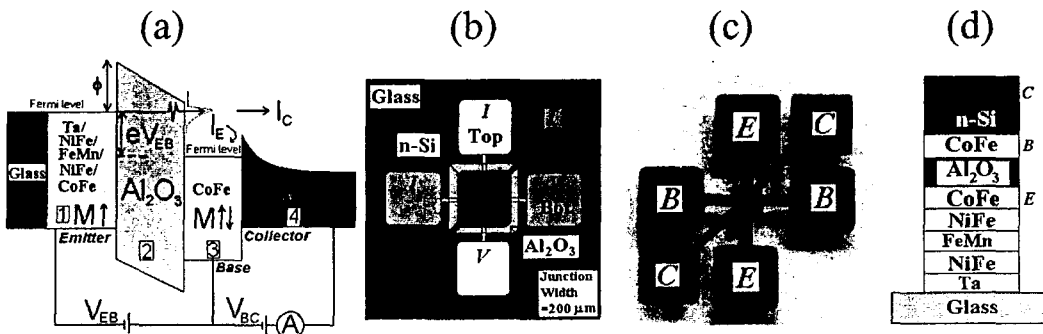 (a)
(b)
(c)
(d)
ϕ
Fermi level
I_C
I_E
eV_EB
Fermi level
Glass
Ta/
NiFe/
FeMn/
NiFe/
CoFe
Al₂O₃
CoFe
1 M↑
M↑↓
4
Emitter
2
3
Collector
Base
V_EB
V_BC
A
Glass
I
Top
n-Si
Al₂O₃
V
Junction
Width
=200 μm
E
C
B
B
C
E
C
n-Si
CoFe
B
Al₂O₃
CoFe
E
NiFe
FeMn
NiFe
Ta
Glass